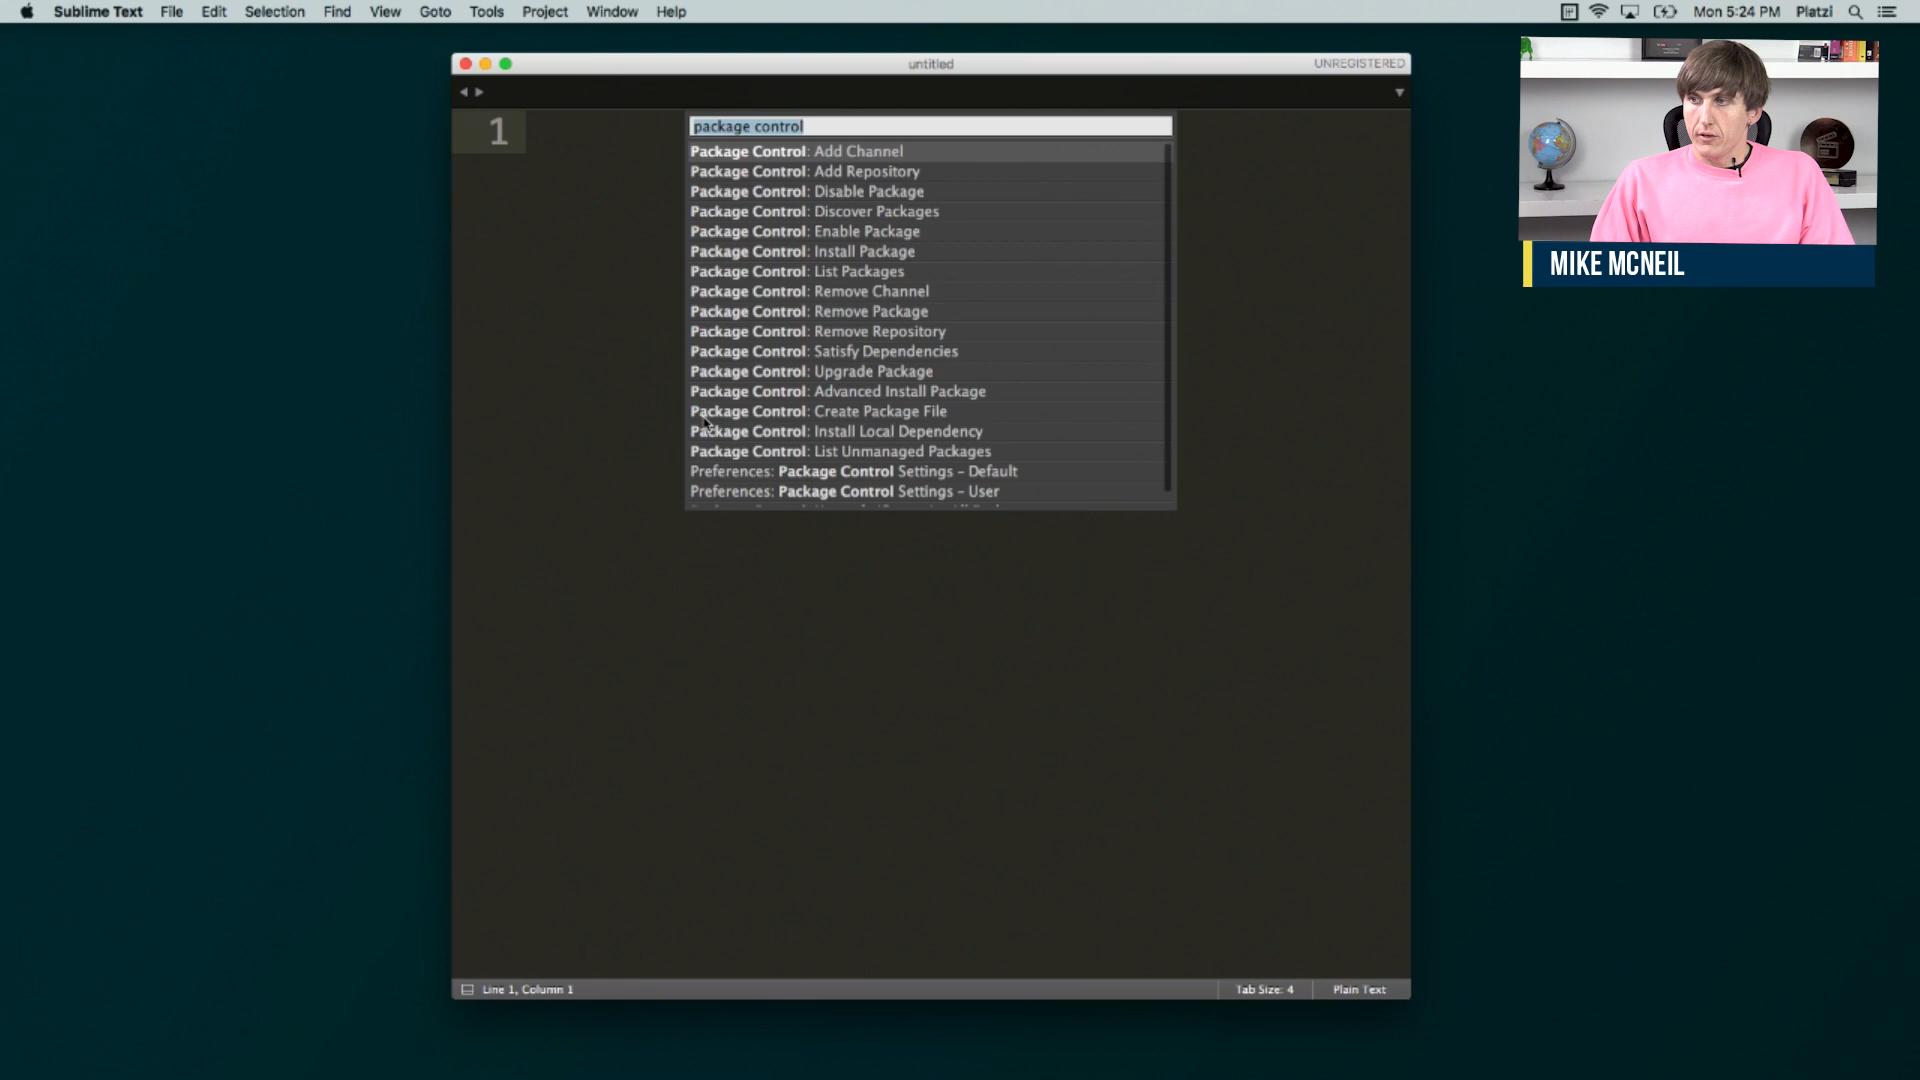 Sublime Text File Edit Selection Find View Goto Tools Project Window Help Mon 5:24 PM Platzi
untitled UNREGISTERED
MIKE MCNEIL
1
package control
Package Control: Add Channel
Package Control: Add Repository
Package Control: Disable Package
Package Control: Discover Packages
Package Control: Enable Package
Package Control: Install Package
Package Control: List Packages
Package Control: Remove Channel
Package Control: Remove Package
Package Control: Remove Repository
Package Control: Satisfy Dependencies
Package Control: Upgrade Package
Package Control: Advanced Install Package
Package Control: Create Package File
Package Control: Install Local Dependency
Package Control: List Unmanaged Packages
Preferences: Package Control Settings – Default
Preferences: Package Control Settings – User
Line 1, Column 1 Tab Size: 4 Plain Text